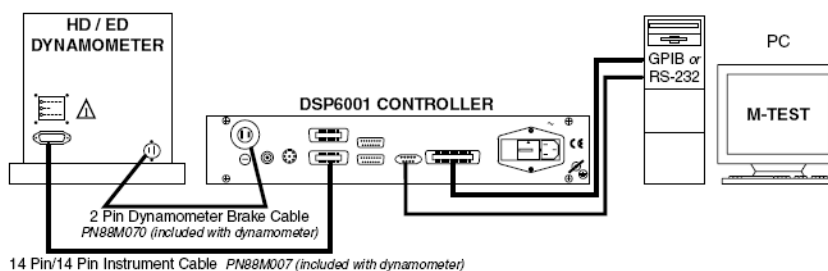 HD / ED
DYNAMOMETER
DSP6001 CONTROLLER
GPIB or
RS-232
PC
M-TEST
CE
2 Pin Dynamometer Brake Cable
PN88M070 (included with dynamometer)
14 Pin/14 Pin Instrument Cable PN88M007 (included with dynamometer)